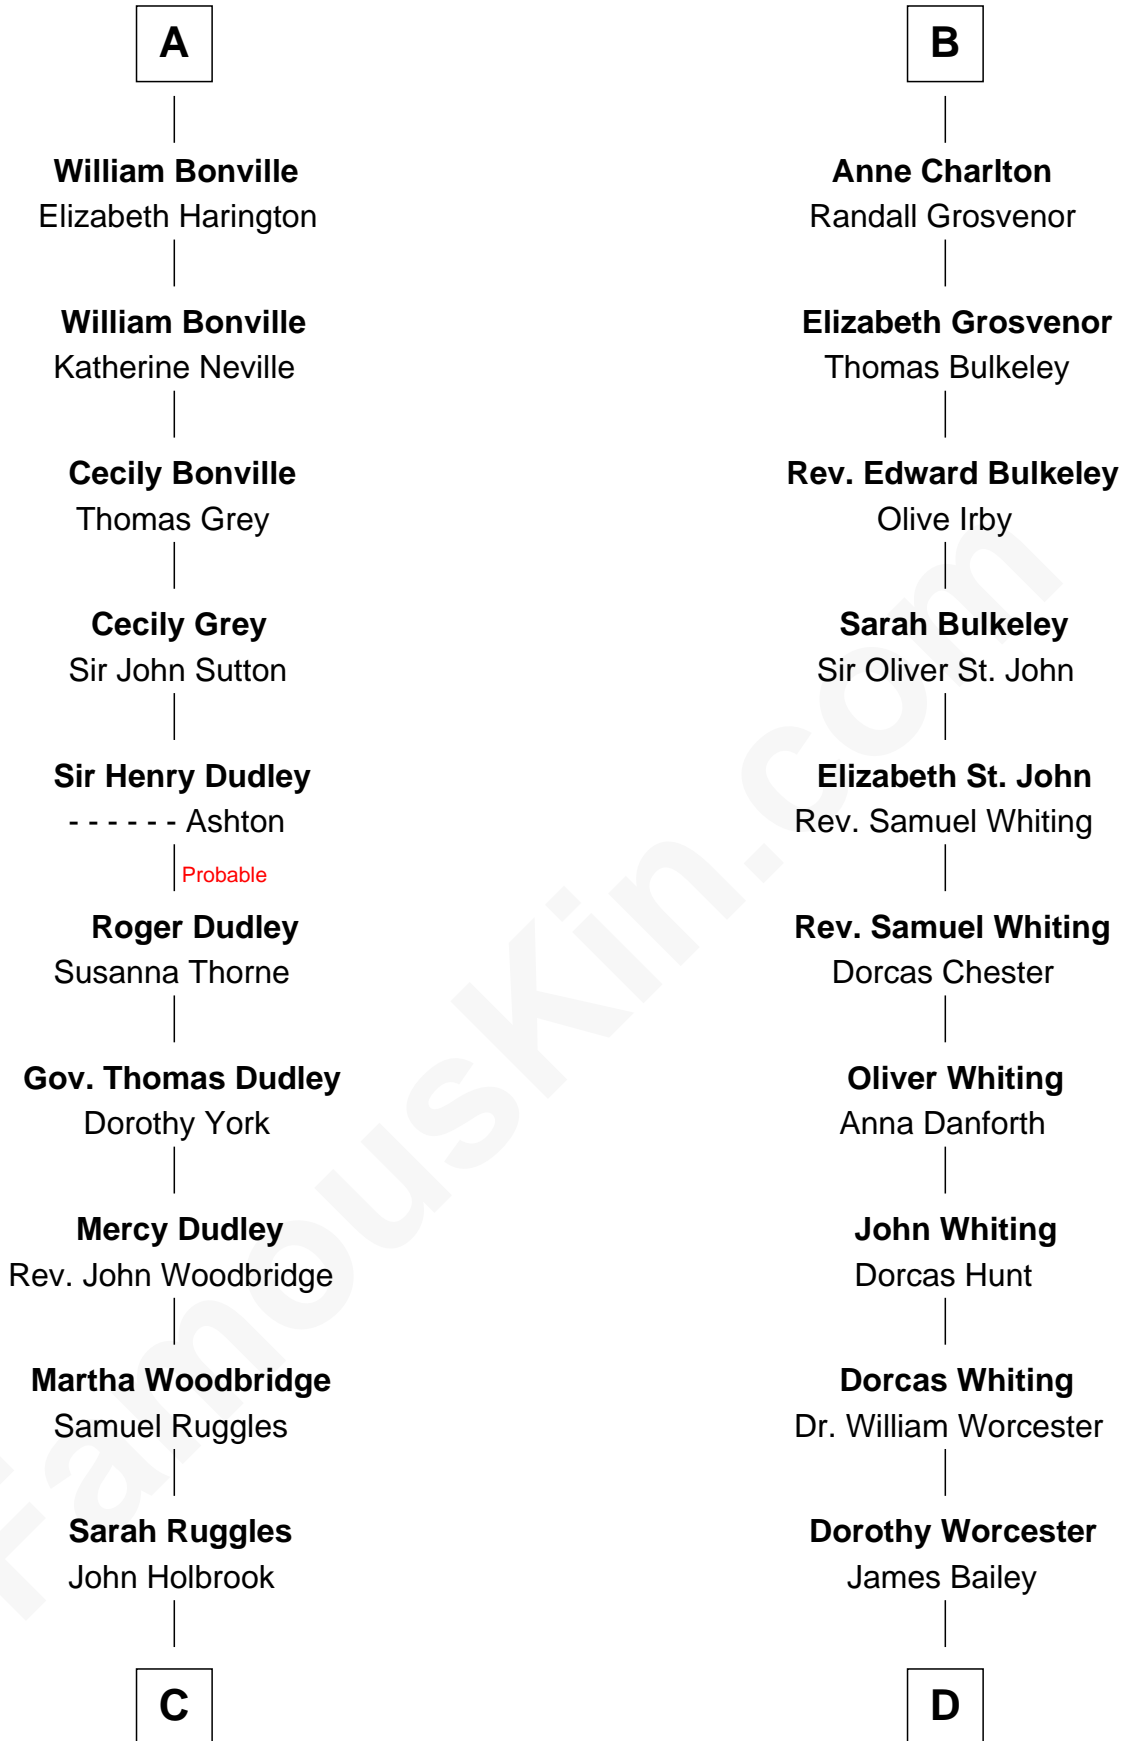 A
William Bonville
Elizabeth Harington
William Bonville
Katherine Neville
Cecily Bonville
Thomas Grey
Cecily Grey
Sir John Sutton
Sir Henry Dudley
- - - - - - Ashton
Probable
Roger Dudley
Susanna Thorne
Gov. Thomas Dudley
Dorothy York
Mercy Dudley
Rev. John Woodbridge
Martha Woodbridge
Samuel Ruggles
Sarah Ruggles
John Holbrook
C
B
Anne Charlton
Randall Grosvenor
Elizabeth Grosvenor
Thomas Bulkeley
Rev. Edward Bulkeley
Olive Irby
Sarah Bulkeley
Sir Oliver St. John
Elizabeth St. John
Rev. Samuel Whiting
Rev. Samuel Whiting
Dorcas Chester
Oliver Whiting
Anna Danforth
John Whiting
Dorcas Hunt
Dorcas Whiting
Dr. William Worcester
Dorothy Worcester
James Bailey
D
FamousKin.com